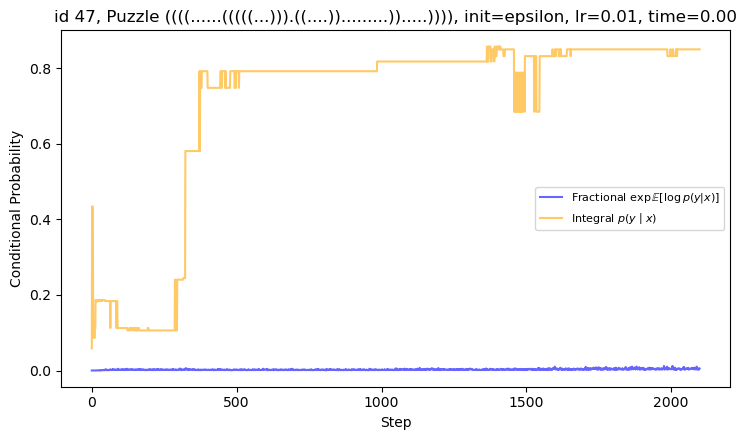 id 47, Puzzle ((((......(((((...))).((....)).........)).....)))), init=epsilon, lr=0.01, time=0.00
Conditional Probability
0.8
0.6
0.4
0.2
0.0
Fractional exp𝔼[log p(y|x)]
Integral p(y | x)
0
500
1000
1500
2000
Step